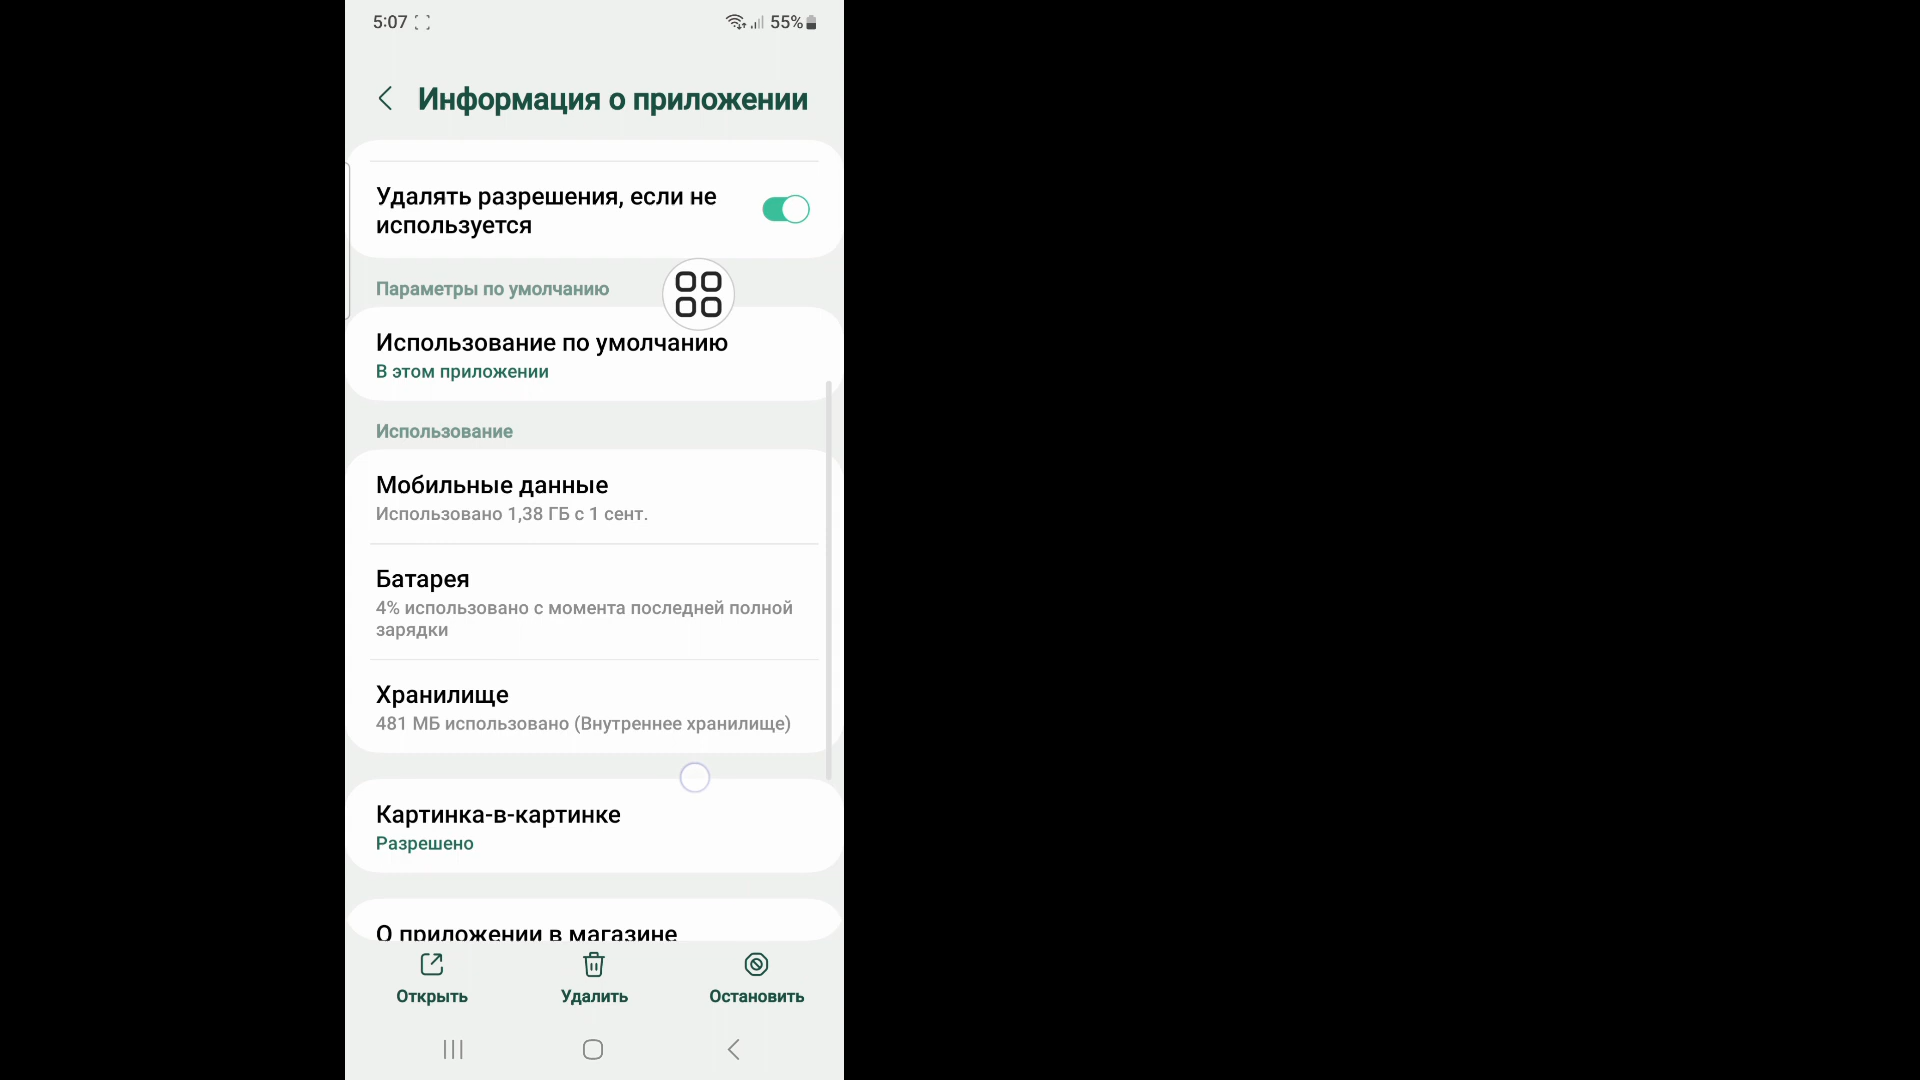 5:07
55%
Информация о приложении
Удалять разрешения, если не
используется
Параметры по умолчанию
Использование по умолчанию
В этом приложении
Использование
Мобильные данные
Использовано 1,38 ГБ с 1 сент.
Батарея
4% использовано с момента последней полной
зарядки
Хранилище
481 МБ использовано (Внутреннее хранилище)
Картинка-в-картинке
Разрешено
О приложении в магазине
Открыть
Удалить
Остановить